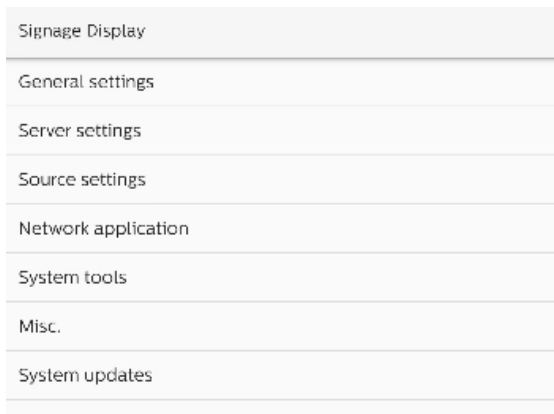 Signage Display
General settings
Server settings
Source settings
Network application
System tools
Misc.
System updates